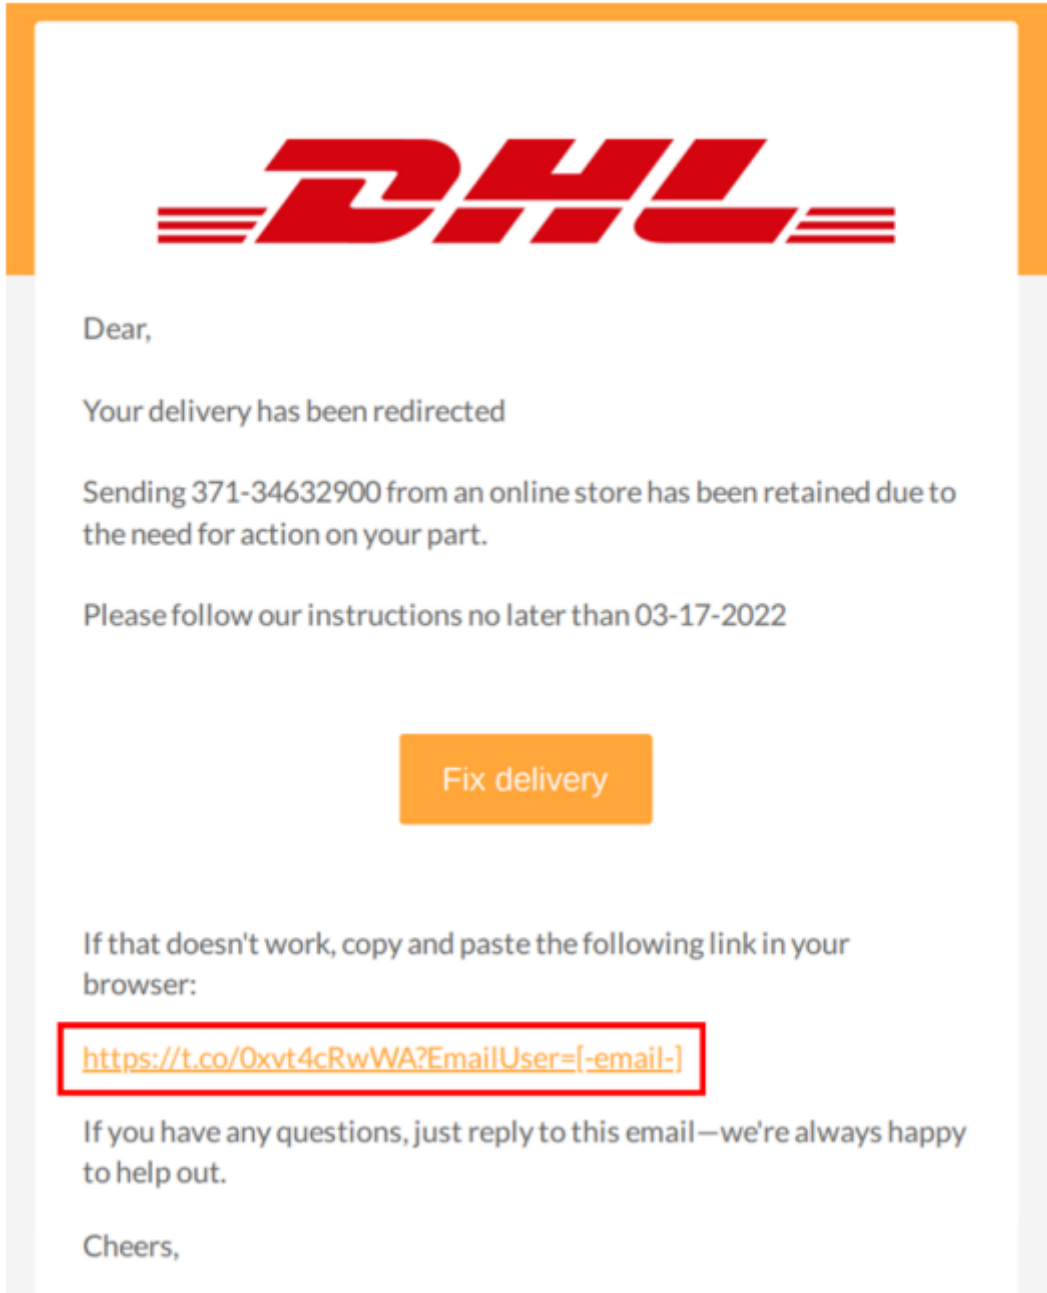 DHL
Dear,
Your delivery has been redirected
Sending 371-34632900 from an online store has been retained due to
the need for action on your part.
Please follow our instructions no later than 03-17-2022
Fix delivery
If that doesn't work, copy and paste the following link in your
browser:
https://t.co/0xvt4cRwWA?EmailUser=[-email-]
If you have any questions, just reply to this email—we're always happy
to help out.
Cheers,